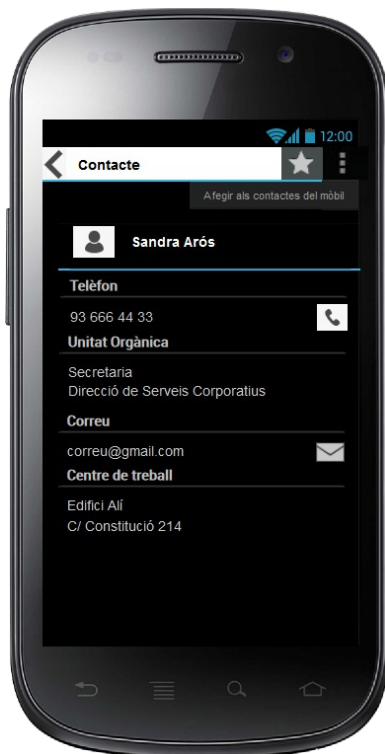 12:00
Contacte
Afegir als contactes del mòbil
Sandra Arós
Telèfon
93 666 44 33
Unitat Orgànica
Secretaria
Direcció de Serveis Corporatius
Correu
correu@gmail.com
Centre de treball
Edifici Alí
C/ Constitució 214